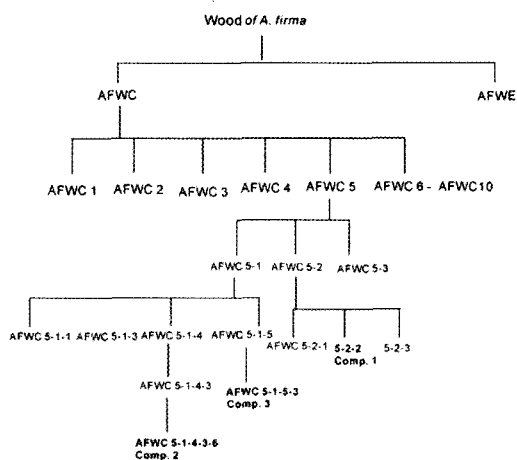 Wood of A. firma
AFWC AFWE
AFWC 1 AFWC 2 AFWC 3 AFWC 4 AFWC 5 AFWC 6 - AFWC10
AFWC 5-1 AFWC 5-2 AFWC 5-3
AFWC 5-1-1 AFWC 5-1-3 AFWC 5-1-4 AFWC 5-1-5 AFWC 5-2-1 5-2-2 5-2-3
Comp. 1
AFWC 5-1-4-3 AFWC 5-1-5-3
Comp. 3
AFWC 5-1-4-3-6
Comp. 2